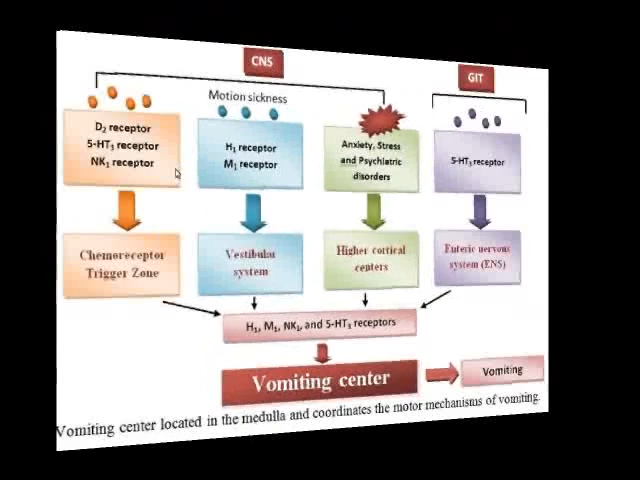 CNS
GIT
Motion sickness
D2 receptor
5-HT3 receptor
NK1 receptor
H1 receptor
M1 receptor
Anxiety, Stress
and Psychiatric
disorders
5-HT3 receptor
Chemoreceptor
Trigger Zone
Vestibular
system
Higher cortical
centers
Enteric nervous
system (ENS)
H1, M1, NK1, and 5-HT3 receptors
Vomiting center
Vomiting
Vomiting center located in the medulla and coordinates the motor mechanisms of vomiting.